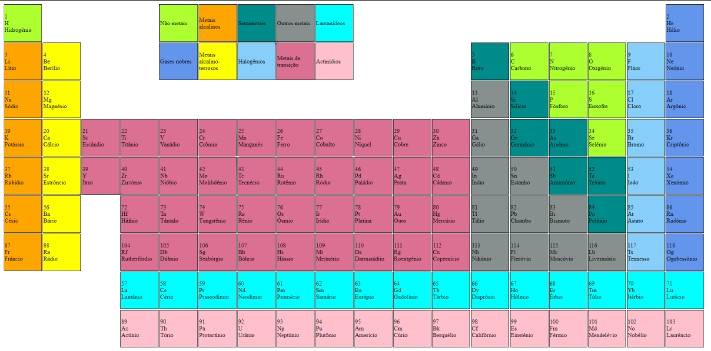 1
H
Hidrogênio
Não metais
Metais
alcalinos
Semimetais
Outros metais
Lantanídeos
2
He
Hélio
3
Li
Lítio
4
Be
Berílio
Gases nobres
Metais
alcalino-
terrosos
Halogênios
Metais de
transição
Actinídeos
5
B
Boro
6
C
Carbono
7
N
Nitrogênio
8
O
Oxigênio
9
F
Flúor
10
Ne
Neônio
11
Na
Sódio
12
Mg
Magnésio
13
Al
Alumínio
14
Si
Silício
15
P
Fósforo
16
S
Enxofre
17
Cl
Cloro
18
Ar
Argônio
19
K
Potássio
20
Ca
Cálcio
21
Sc
Escândio
22
Ti
Titânio
23
V
Vanádio
24
Cr
Crômio
25
Mn
Manganês
26
Fe
Ferro
27
Co
Cobalto
28
Ni
Níquel
29
Cu
Cobre
30
Zn
Zinco
31
Ga
Gálio
32
Ge
Germânio
33
As
Arsênio
34
Se
Selênio
35
Br
Bromo
36
Kr
Criptônio
37
Rb
Rubídio
38
Sr
Estrôncio
39
Y
Ítrio
40
Zr
Zircônio
41
Nb
Nióbio
42
Mo
Molibdênio
43
Tc
Tecnécio
44
Ru
Rutênio
45
Rh
Ródio
46
Pd
Paládio
47
Ag
Prata
48
Cd
Cádmio
49
In
Índio
50
Sn
Estanho
51
Sb
Antimônio
52
Te
Telúrio
53
I
Iodo
54
Xe
Xenônio
55
Cs
Césio
56
Ba
Bário
72
Hf
Háfnio
73
Ta
Tântalo
74
W
Tungstênio
75
Re
Rênio
76
Os
Ósmio
77
Ir
Irídio
78
Pt
Platina
79
Au
Ouro
80
Hg
Mercúrio
81
Tl
Tálio
82
Pb
Chumbo
83
Bi
Bismuto
84
Po
Polônio
85
At
Astato
86
Rn
Radônio
87
Fr
Frâncio
88
Ra
Rádio
104
Rf
Rutherfórdio
105
Db
Dúbnio
106
Sg
Seabórgio
107
Bh
Bóhrio
108
Hs
Hássio
109
Mt
Meitnério
110
Ds
Darmstádtio
111
Rg
Roentgênio
112
Cn
Copernício
113
Nh
Nihônio
114
Fl
Fleróvio
115
Mc
Moscóvio
116
Lv
Livermório
117
Ts
Tennesso
118
Og
Oganessônio
57
La
Lantânio
58
Ce
Cério
59
Pr
Praseodímio
60
Nd
Neodímio
61
Pm
Promécio
62
Sm
Samário
63
Eu
Európio
64
Gd
Gadolínio
65
Tb
Térbio
66
Dy
Disprósio
67
Ho
Hólmio
68
Er
Érbio
69
Tm
Túlio
70
Yb
Itérbio
71
Lu
Lutécio
89
Ac
Actínio
90
Th
Tório
91
Pa
Protactínio
92
U
Urânio
93
Np
Neptúnio
94
Pu
Plutônio
95
Am
Amerício
96
Cm
Cúrio
97
Bk
Berquélio
98
Cf
Califórnio
99
Es
Einstênio
100
Fm
Férmio
101
Md
Mendelévio
102
No
Nobélio
103
Lr
Laurêncio